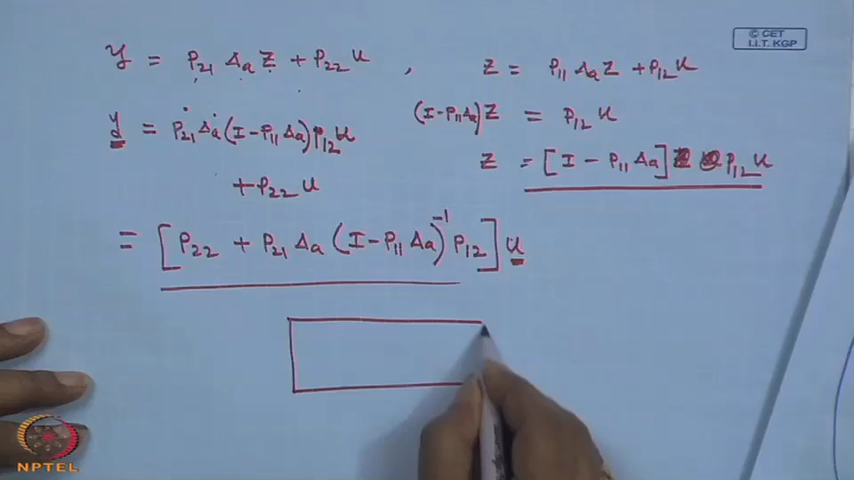 © CET
I.I.T. KGP
y = P21 Δa Z + P22 u , Z = P11 Δa Z + P12 u
y = P21 Δa (I - P11 Δa) P12 u (I - P11 Δa) Z = P12 u
+ P22 u Z = [I - P11 Δa] P12 u
= [P22 + P21 Δa (I - P11 Δa)^-1 P12] u
NPTEL